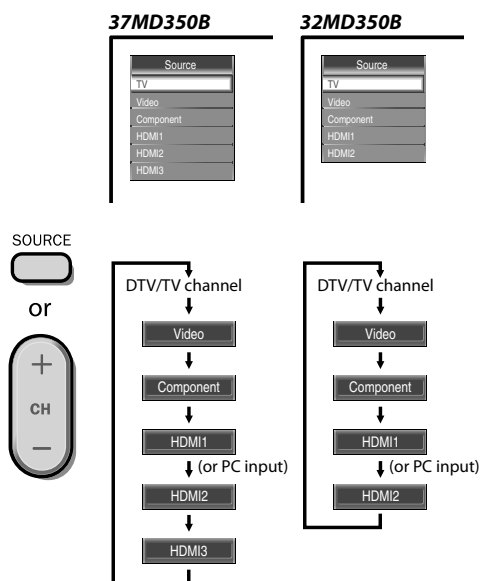 37MD350B
Source
TV
Video
Component
HDMI1
HDMI2
HDMI3
32MD350B
Source
TV
Video
Component
HDMI1
HDMI2
SOURCE
or
+
CH
−
DTV/TV channel
Video
Component
HDMI1
(or PC input)
HDMI2
HDMI3
DTV/TV channel
Video
Component
HDMI1
(or PC input)
HDMI2